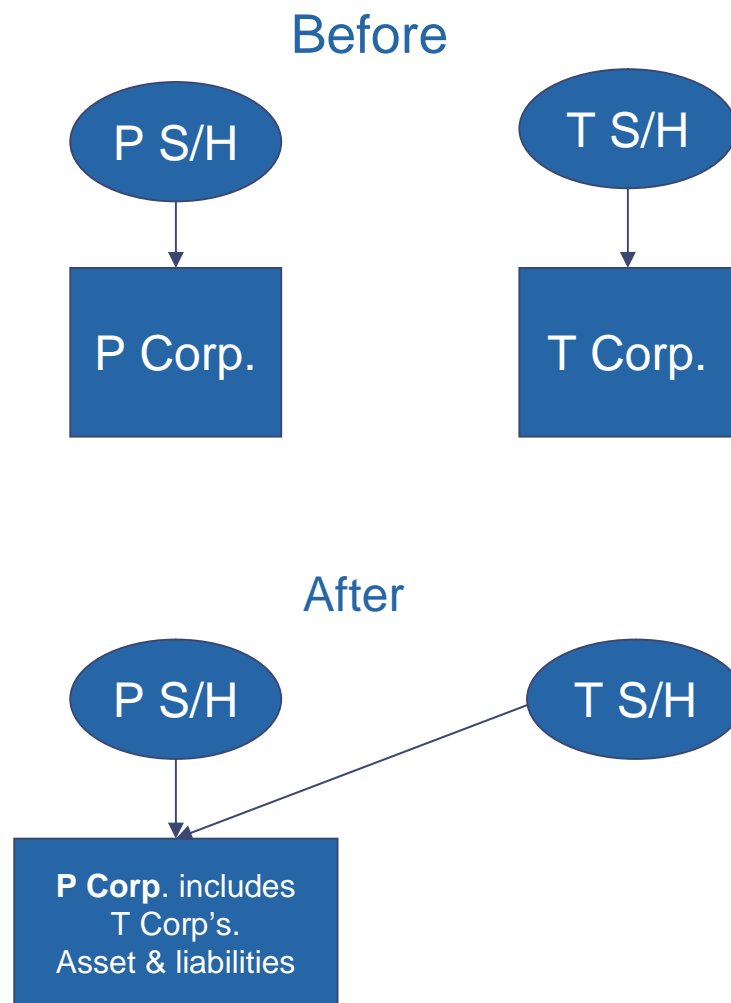 Before
P S/H
T S/H
P Corp.
T Corp.
After
P S/H
T S/H
P Corp. includes
T Corp’s.
Asset & liabilities